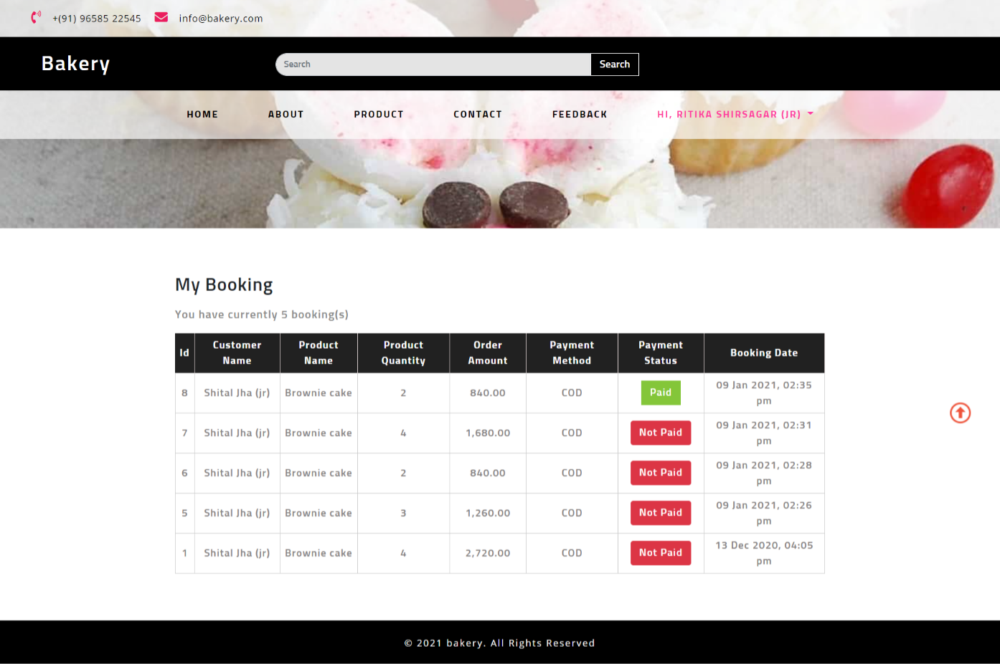 +(91) 96585 22545 info@bakery.com
Bakery Search Search
HOME ABOUT PRODUCT CONTACT FEEDBACK HI, RITIKA SHIRSAGAR (JR)
My Booking
You have currently 5 booking(s)
Id Customer Name Product Name Product Quantity Order Amount Payment Method Payment Status Booking Date
8 Shital Jha (jr) Brownie cake 2 840.00 COD Paid 09 Jan 2021, 02:35 pm
7 Shital Jha (jr) Brownie cake 4 1,680.00 COD Not Paid 09 Jan 2021, 02:31 pm
6 Shital Jha (jr) Brownie cake 2 840.00 COD Not Paid 09 Jan 2021, 02:28 pm
5 Shital Jha (jr) Brownie cake 3 1,260.00 COD Not Paid 09 Jan 2021, 02:26 pm
1 Shital Jha (jr) Brownie cake 4 2,720.00 COD Not Paid 13 Dec 2020, 04:05 pm
© 2021 bakery. All Rights Reserved